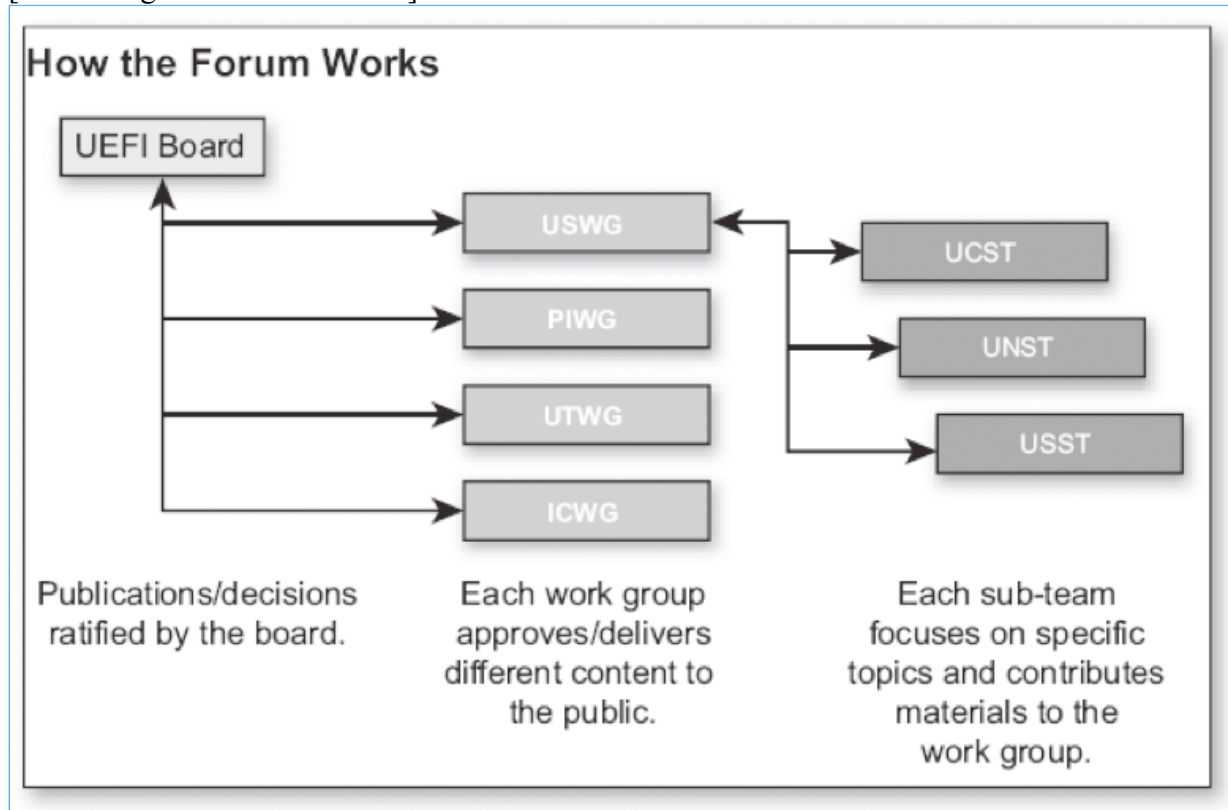 How the Forum Works
UEFI Board
USWG
UCST
PIWG
UNST
UTWG
USST
ICWG
Publications/decisions
ratified by the board.
Each work group
approves/delivers
different content to
the public.
Each sub-team
focuses on specific
topics and contributes
materials to the
work group.